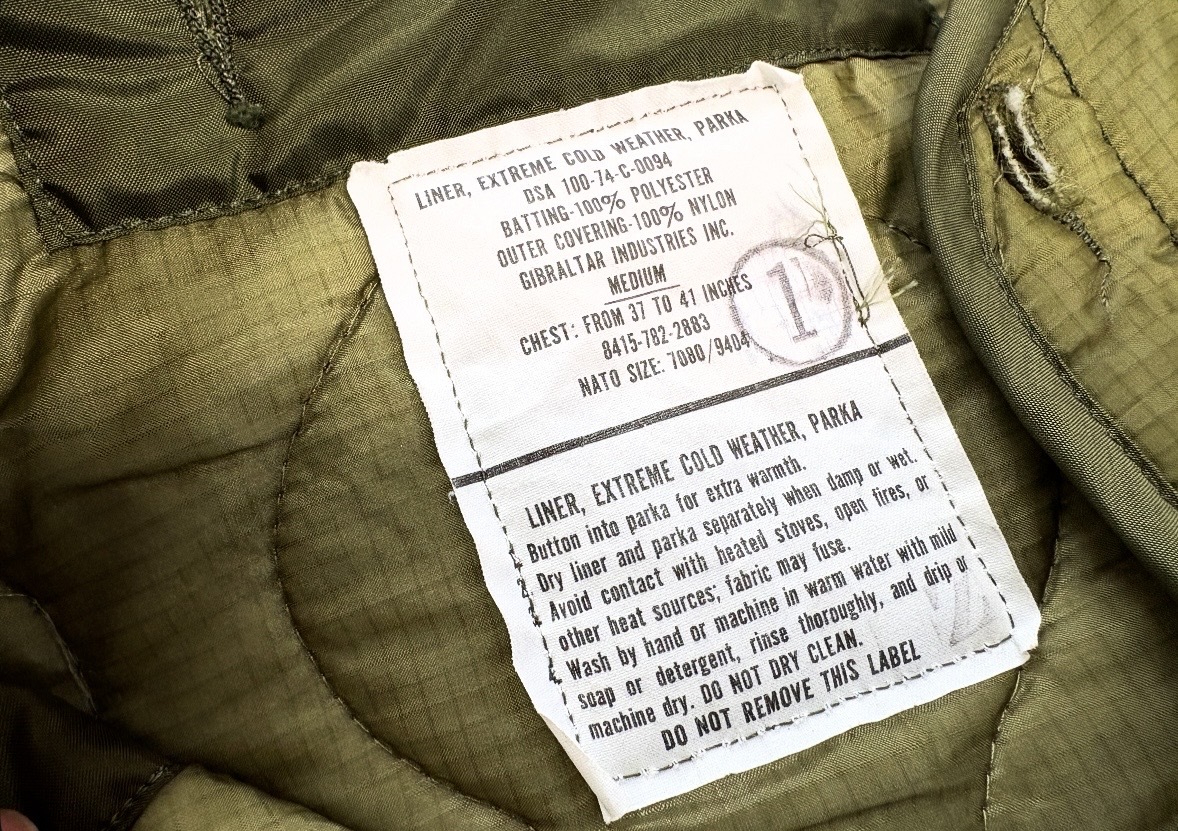 LINER, EXTREME COLD WEATHER, PARKA
DSA 100-74-C-0094
BATTING-100% POLYESTER
OUTER COVERING-100% NYLON
GIBRALTAR INDUSTRIES INC.
MEDIUM
CHEST: FROM 37 TO 41 INCHES
8415-782-2883
NATO SIZE: 7080/9404
1
LINER, EXTREME COLD WEATHER, PARKA
Button into parka for extra warmth.
Dry liner and parka separately when damp or wet.
Avoid contact with heated stoves, open fires, or
other heat sources; fabric may fuse.
Wash by hand or machine in warm water with mild
soap or detergent, rinse thoroughly, and drip or
machine dry. DO NOT DRY CLEAN.
DO NOT REMOVE THIS LABEL